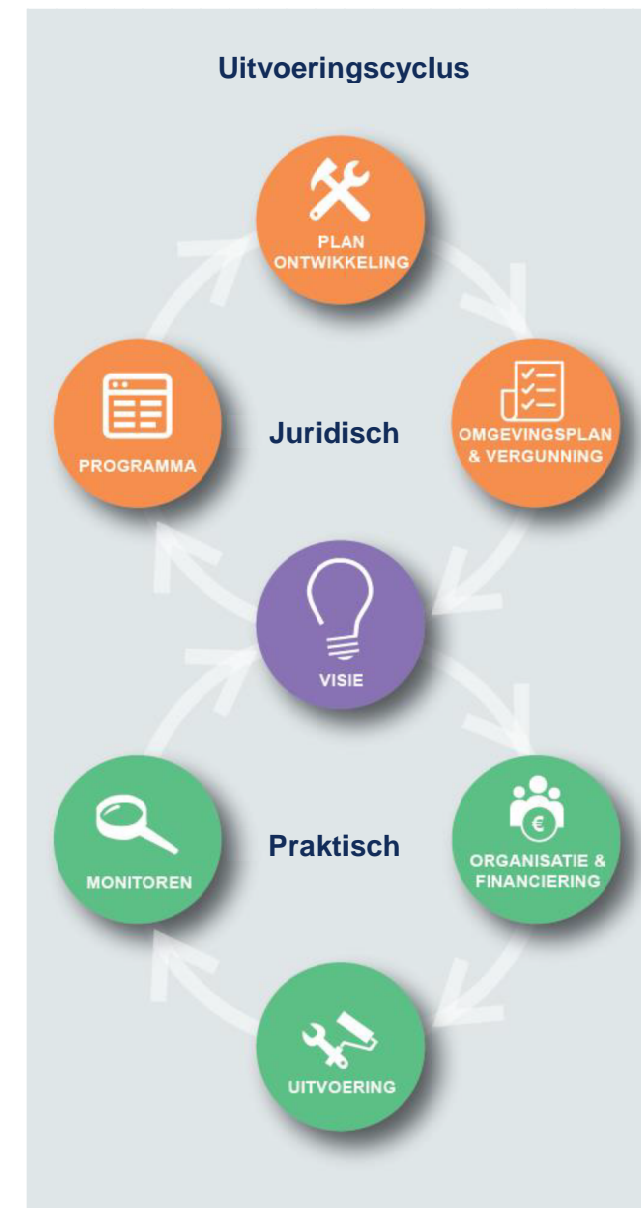 Uitvoeringscyclus
PLAN
ONTWIKKELING
Juridisch
PROGRAMMA
OMGEVINGSPLAN
& VERGUNNING
VISIE
Praktisch
MONITOREN
€
ORGANISATIE &
FINANCIERING
UITVOERING